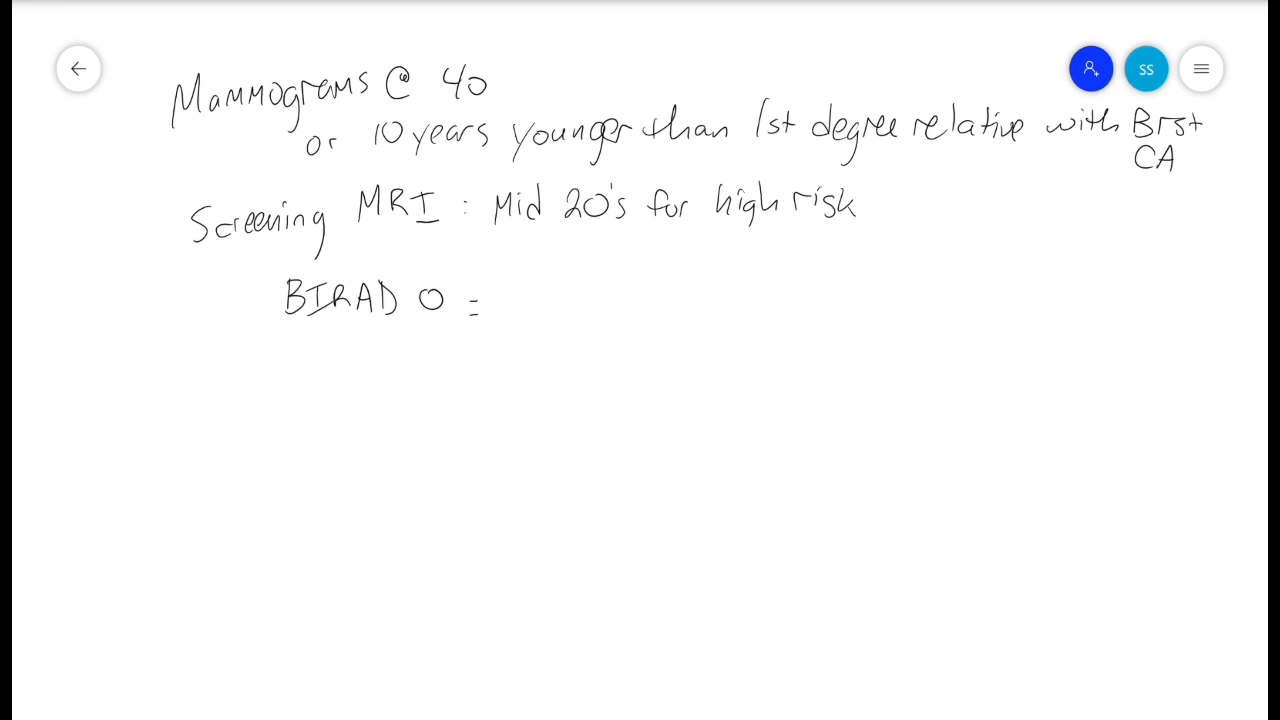 Mammograms @ 40
or 10 years younger than 1st degree relative with Brst
CA
Screening MRI : Mid 20's for high risk
BIRAD 0 =
SS